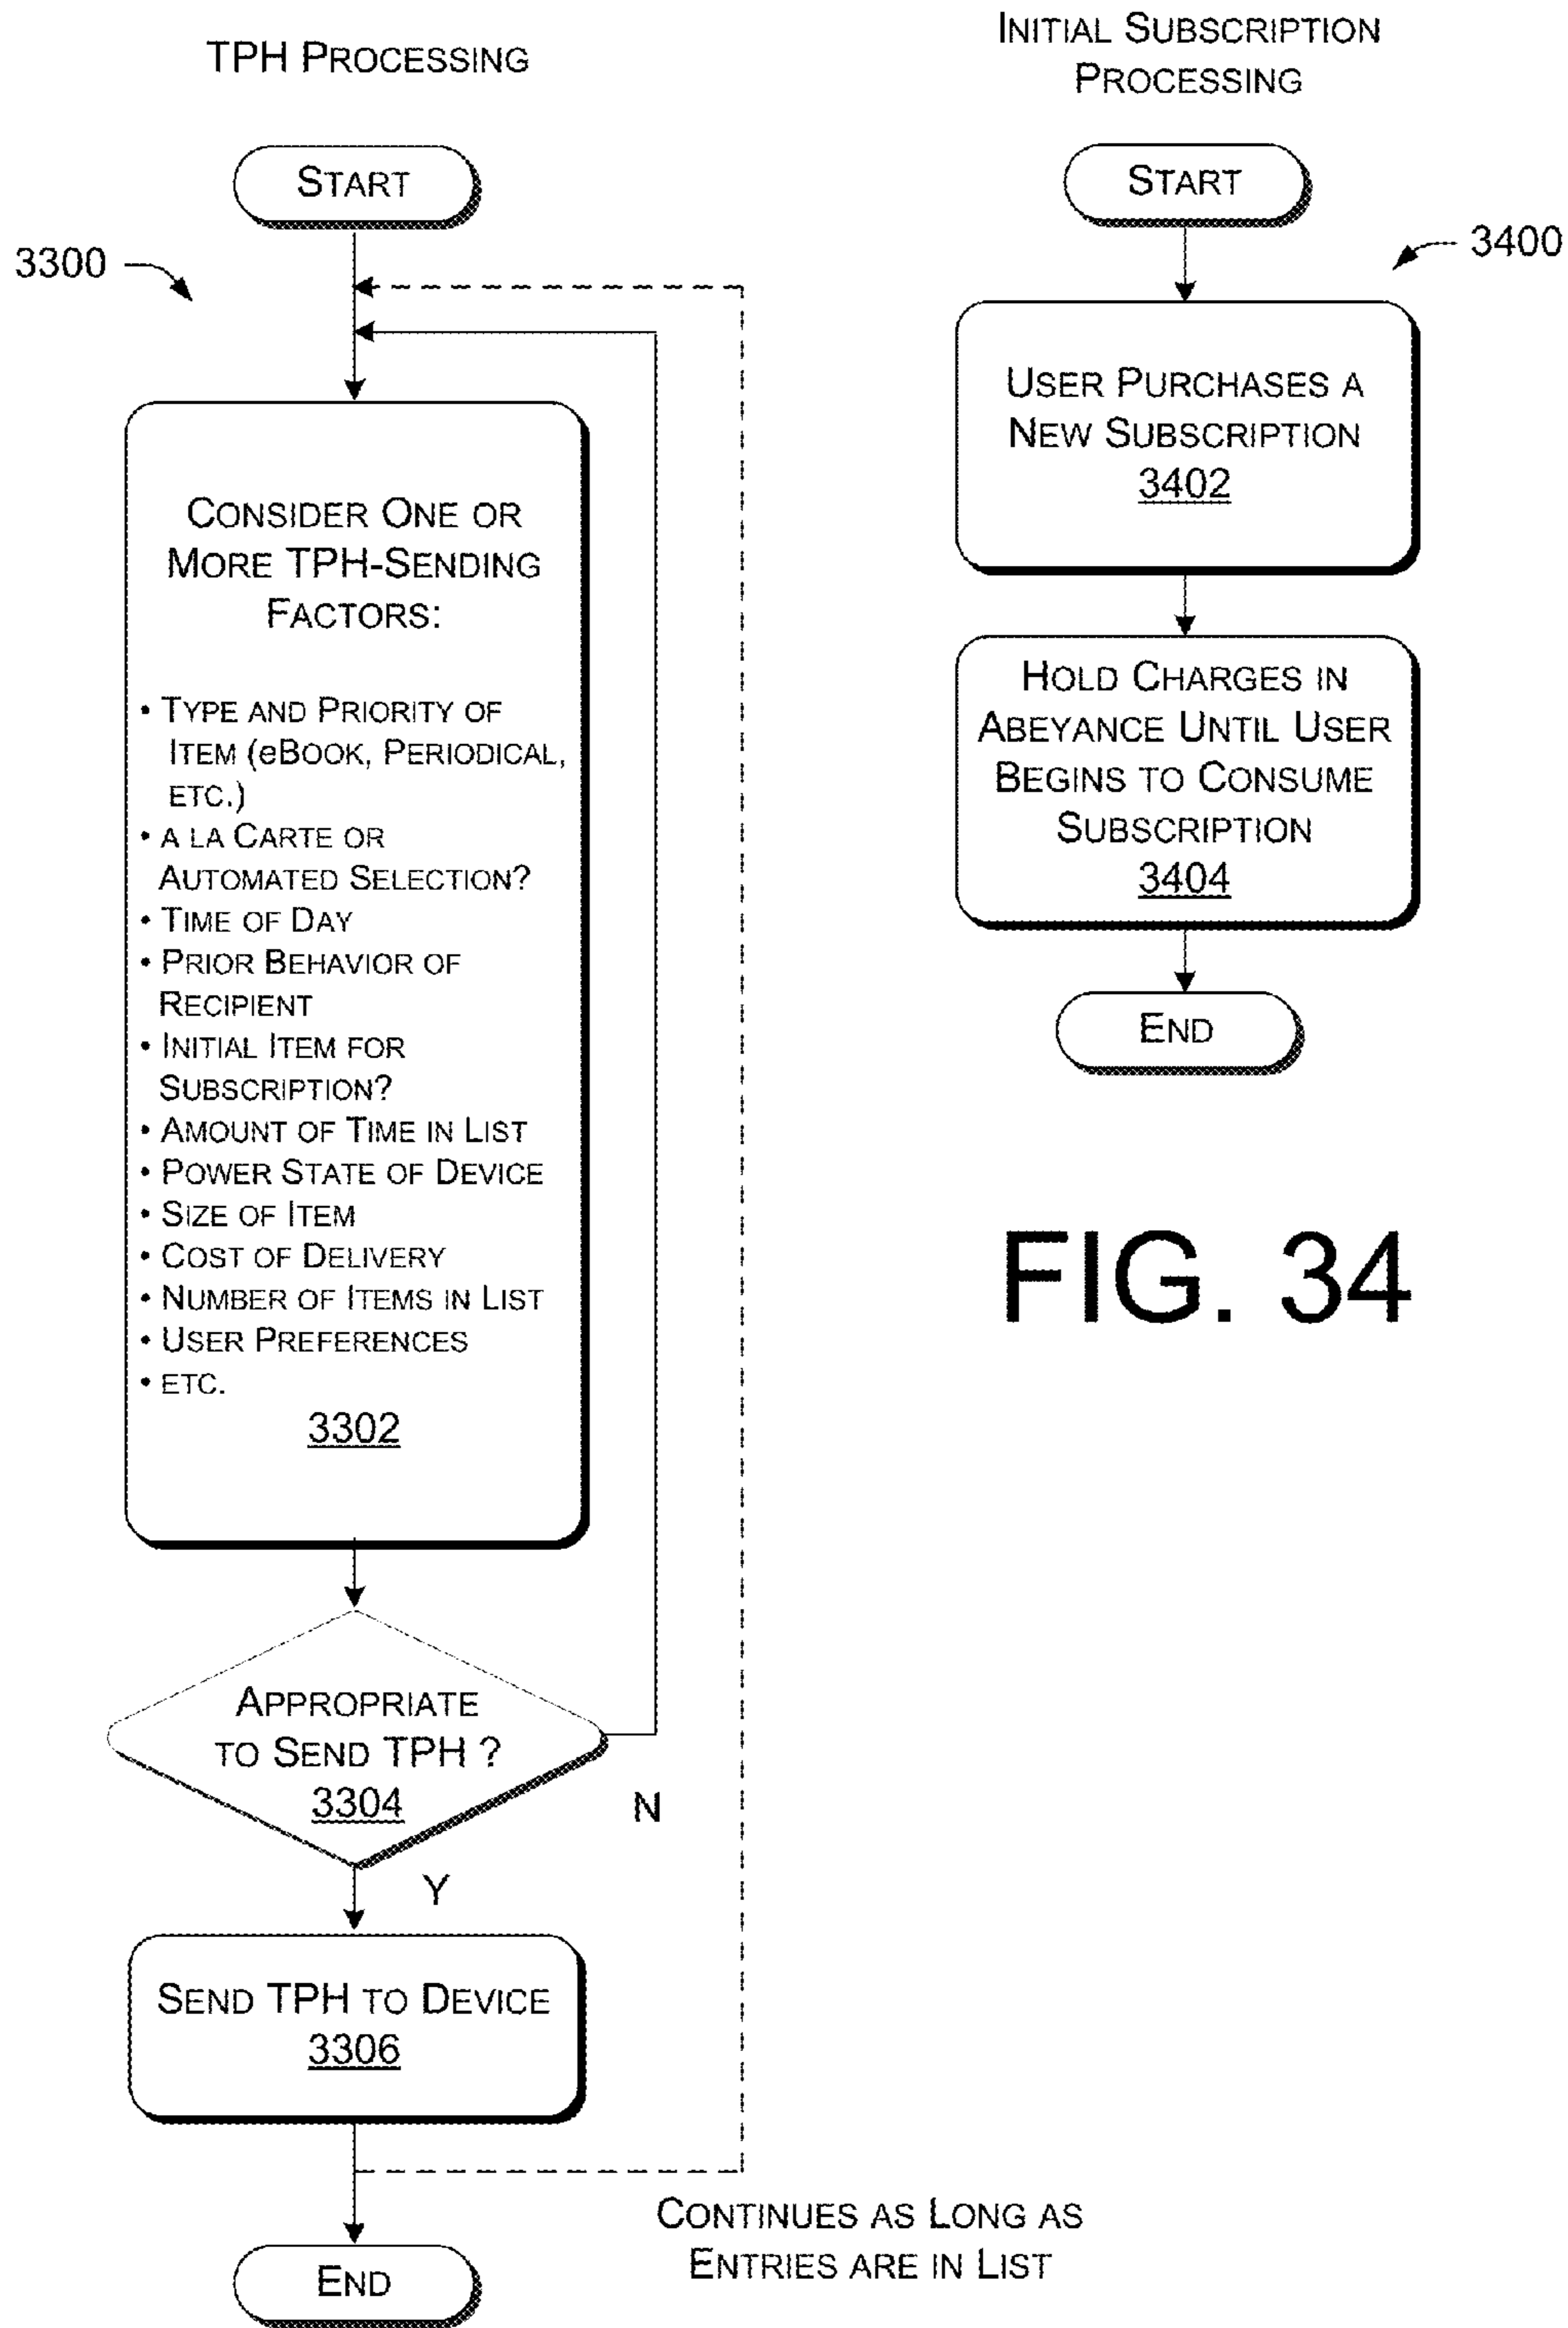 TPH PROCESSING
START
3300
CONSIDER ONE OR
MORE TPH-SENDING
FACTORS:
• TYPE AND PRIORITY OF
ITEM (eBOOK, PERIODICAL,
ETC.)
• A LA CARTE OR
AUTOMATED SELECTION?
• TIME OF DAY
• PRIOR BEHAVIOR OF
RECIPIENT
• INITIAL ITEM FOR
SUBSCRIPTION?
• AMOUNT OF TIME IN LIST
• POWER STATE OF DEVICE
• SIZE OF ITEM
• COST OF DELIVERY
• NUMBER OF ITEMS IN LIST
• USER PREFERENCES
• ETC.
3302
APPROPRIATE
TO SEND TPH ?
3304
N
Y
SEND TPH TO DEVICE
3306
CONTINUES AS LONG AS
ENTRIES ARE IN LIST
END
INITIAL SUBSCRIPTION
PROCESSING
START
3400
USER PURCHASES A
NEW SUBSCRIPTION
3402
HOLD CHARGES IN
ABEYANCE UNTIL USER
BEGINS TO CONSUME
SUBSCRIPTION
3404
END
FIG. 34